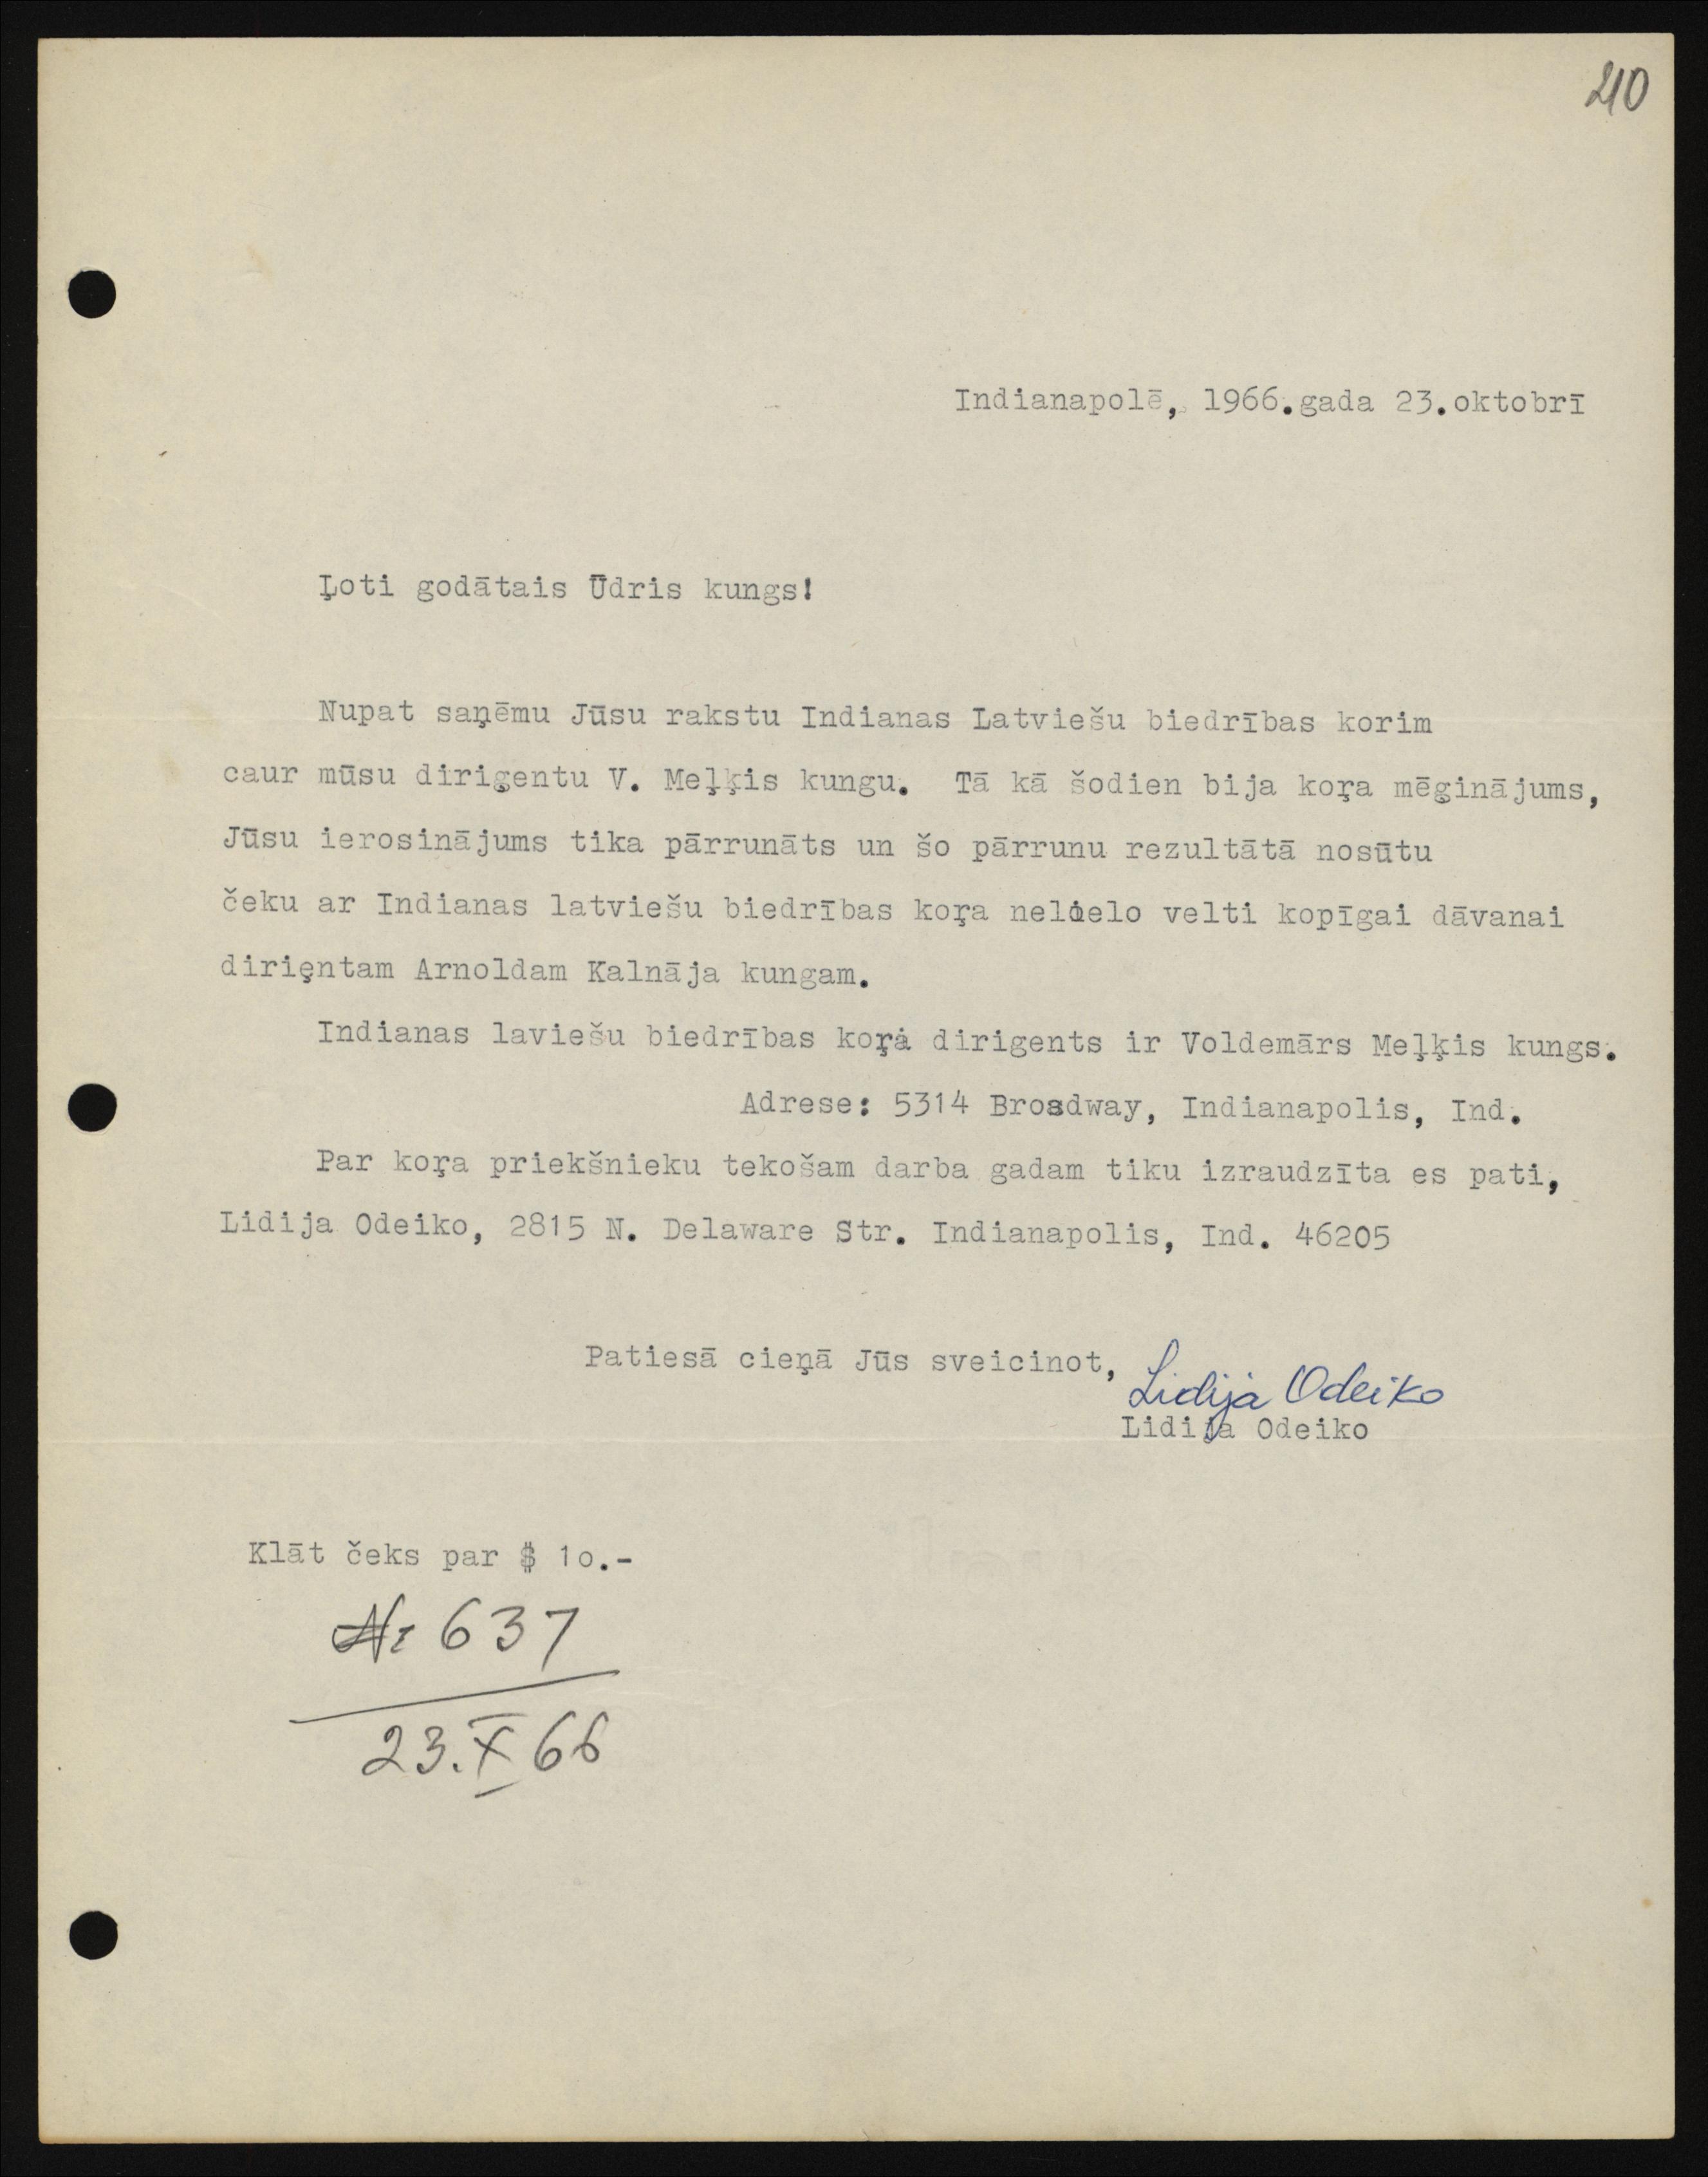 210
Indianapolē, 1966.gada 23.oktobrī
Ļoti godātais Ūdris kungs!
Nupat saņēmu Jūsu rakstu Indianas Latviešu biedrības korim
caur mūsu diriģentu V. Meļķis kungu. Tā kā šodien bija koŗa mēģinājums,
Jūsu ierosinājums tika pārrunāts un šo pārrunu rezultātā nosūtu
čeku ar Indianas latviešu biedrības koŗa nelielo velti kopīgai dāvanai
dirieņtam Arnoldam Kalnāja kungam.
Indianas laviešu biedrības koŗa dirigents ir Voldemārs Meļķis kungs.
Adrese: 5314 Broadway, Indianapolis, Ind.
Par koŗa priekšnieku tekošam darba gadam tiku izraudzīta es pati,
Lidija Odeiko, 2815 N. Delaware Str. Indianapolis, Ind. 46205
Patiesā cieņā Jūs sveicinot,
Lidija Odeiko
Lidija Odeiko
Klāt čeks par $ 1o.-
Nr 637
23.X 66